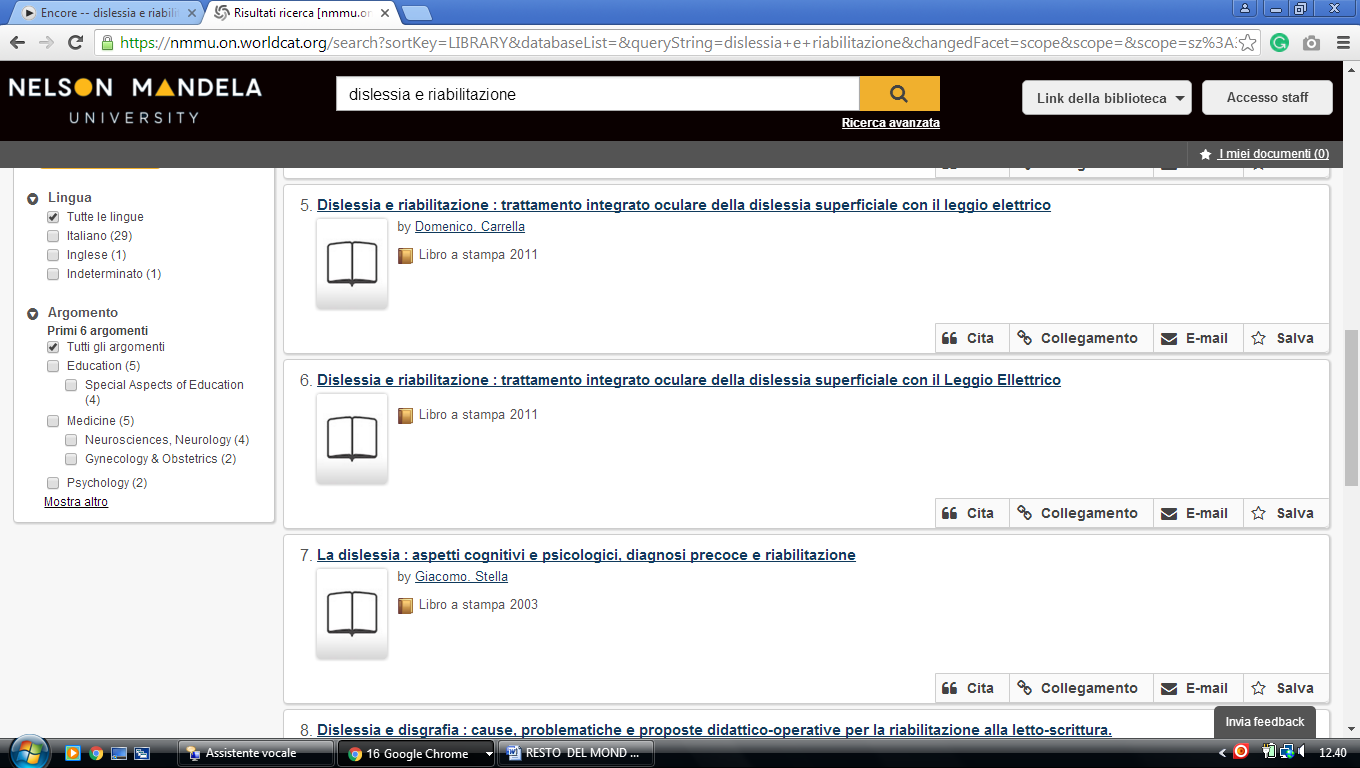 Encore -- dislessia e riabili
Risultati ricerca [nmmu.or
https://nmmu.on.worldcat.org/search?sortKey=LIBRARY&databaseList=&queryString=dislessia+e+riabilitazione&changedFacet=scope&scope=&scope=sz%3A
NELSON MANDELA
UNIVERSITY
dislessia e riabilitazione
Ricerca avanzata
Link della biblioteca
Accesso staff
I miei documenti (0)
Lingua
Tutte le lingue
Italiano (29)
Inglese (1)
Indeterminato (1)
Argomento
Primi 6 argomenti
Tutti gli argomenti
Education (5)
Special Aspects of Education
(4)
Medicine (5)
Neurosciences, Neurology (4)
Gynecology & Obstetrics (2)
Psychology (2)
Mostra altro
5. Dislessia e riabilitazione : trattamento integrato oculare della dislessia superficiale con il leggio elettrico
by Domenico. Carrella
Libro a stampa 2011
Cita Collegamento E-mail Salva
6. Dislessia e riabilitazione : trattamento integrato oculare della dislessia superficiale con il Leggio Ellettrico
Libro a stampa 2011
Cita Collegamento E-mail Salva
7. La dislessia : aspetti cognitivi e psicologici, diagnosi precoce e riabilitazione
by Giacomo. Stella
Libro a stampa 2003
Cita Collegamento E-mail Salva
8. Dislessia e disgrafia : cause, problematiche e proposte didattico-operative per la riabilitazione alla letto-scrittura.
Invia feedback
Assistente vocale
16 Google Chrome
RESTO DEL MOND ...
12.40